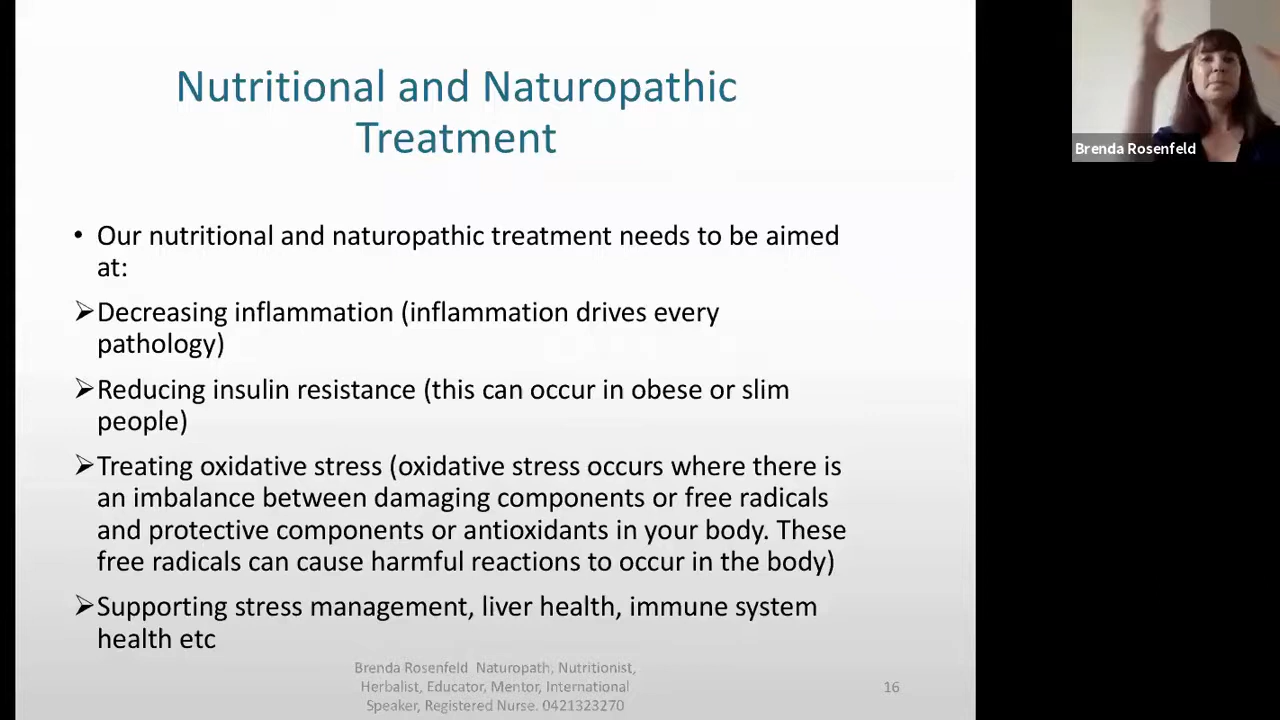 Nutritional and Naturopathic
Treatment
• Our nutritional and naturopathic treatment needs to be aimed
at:
➢Decreasing inflammation (inflammation drives every
pathology)
➢Reducing insulin resistance (this can occur in obese or slim
people)
➢Treating oxidative stress (oxidative stress occurs where there is
an imbalance between damaging components or free radicals
and protective components or antioxidants in your body. These
free radicals can cause harmful reactions to occur in the body)
➢Supporting stress management, liver health, immune system
health etc
Brenda Rosenfeld Naturopath, Nutritionist,
Herbalist, Educator, Mentor, International
Speaker, Registered Nurse. 0421323270
16
Brenda Rosenfeld